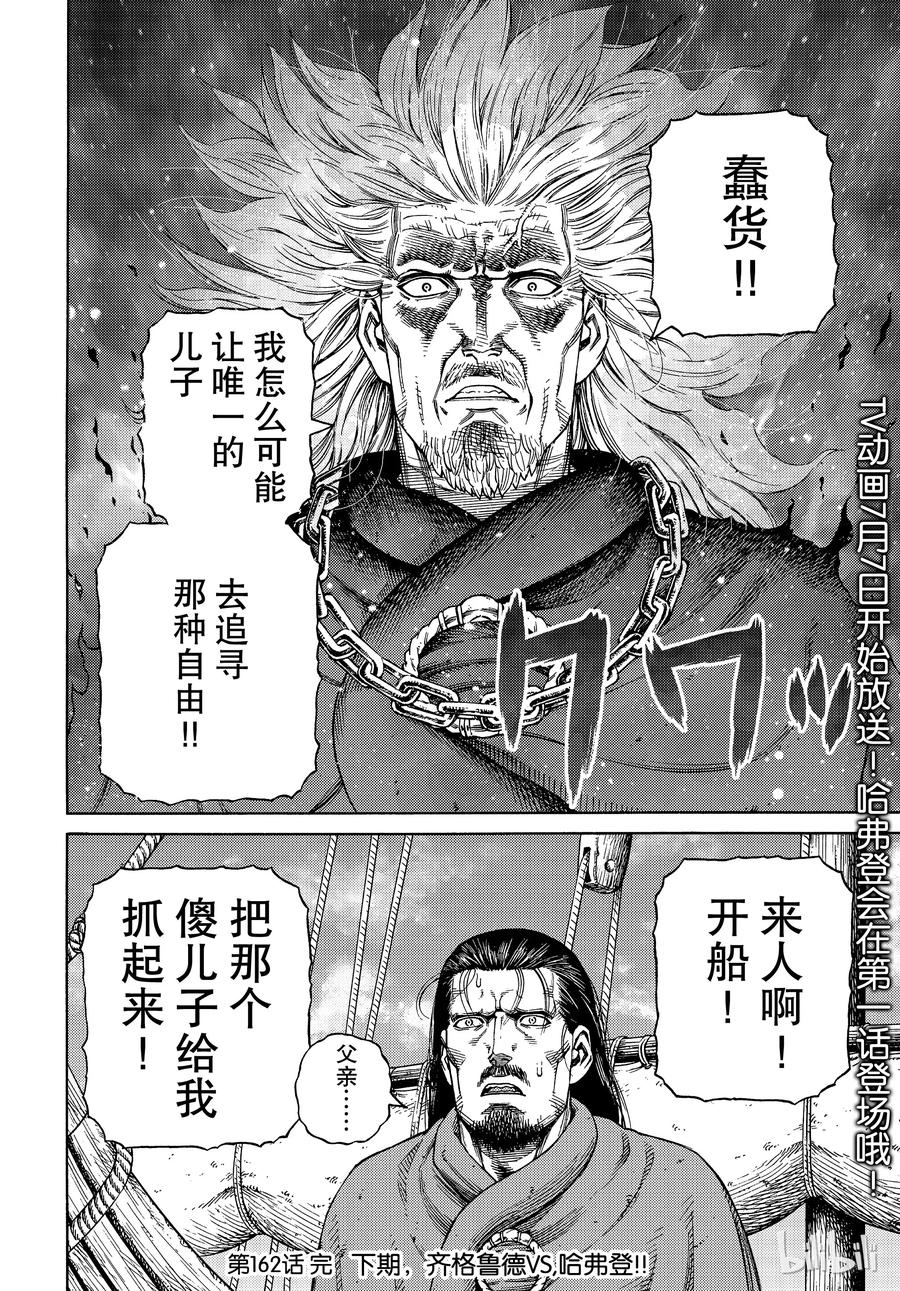 蠢货!!
我怎么可能
让唯一的
儿子
去追寻
那种自由!!
クワッ
来人啊！
开船！
把那个
傻儿子给我
抓起来！
父亲……
TV动画7月7日开始放送！哈弗登会在第一话登场哦！
第162话 完 下期，齐格鲁德VS,哈弗登!!
bilibili